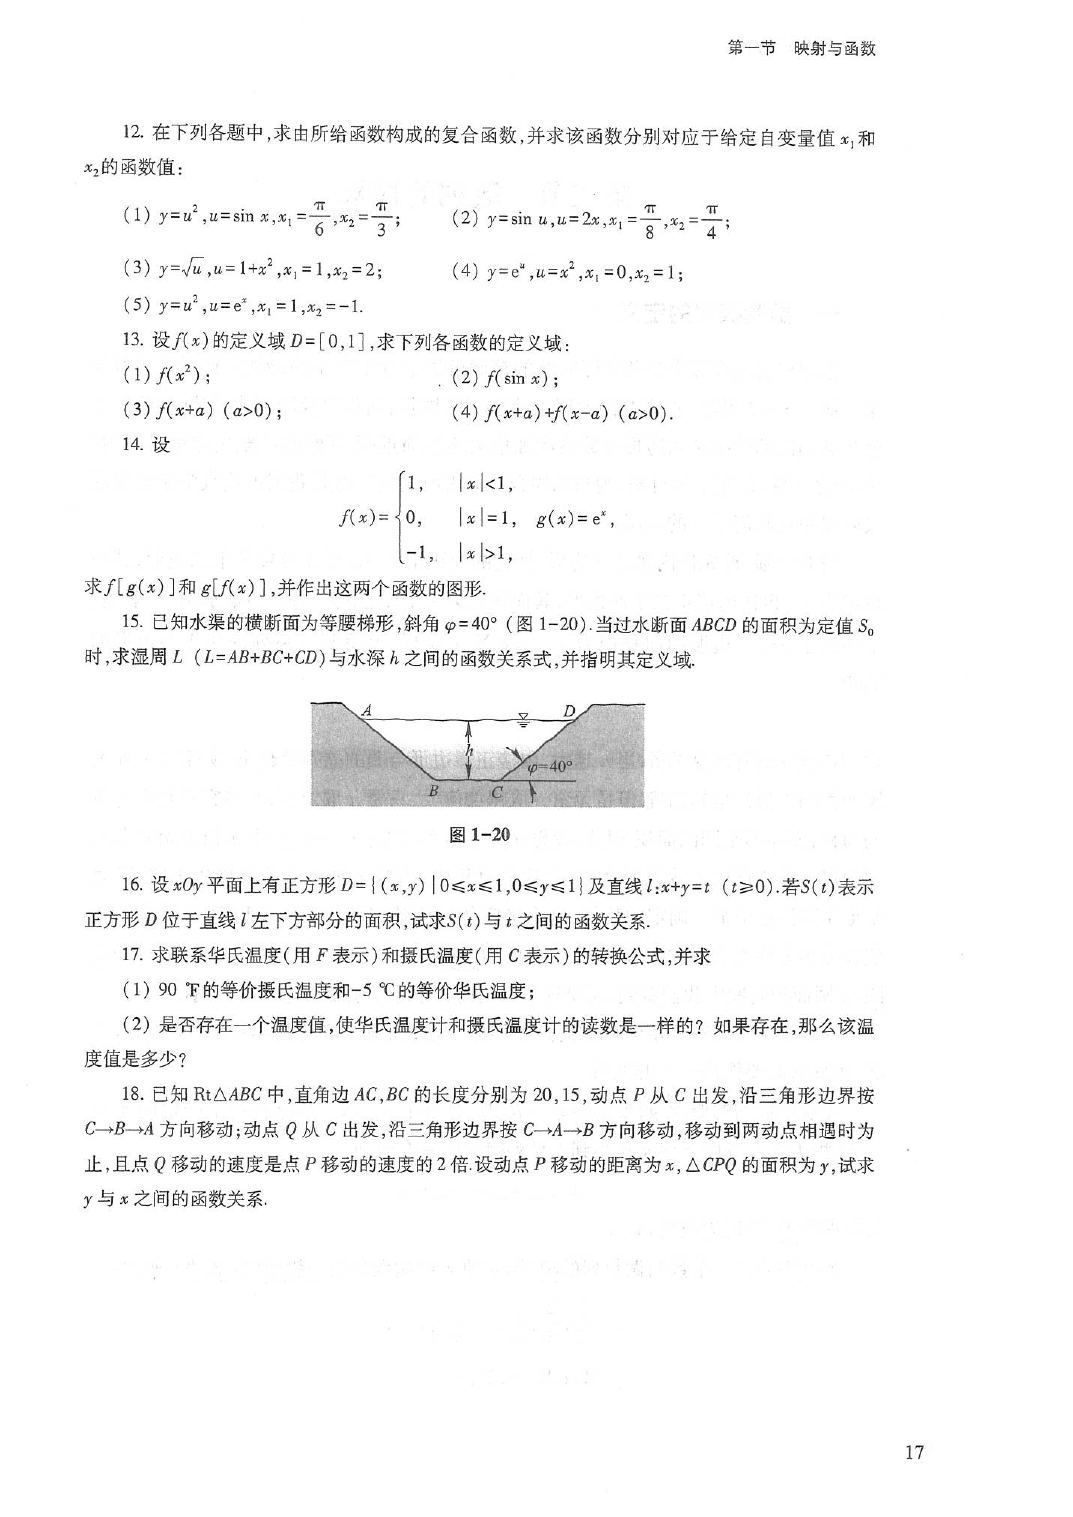 第一节 映射与函数
12. 在下列各题中,求由所给函数构成的复合函数,并求该函数分别对应于给定自变量值 x₁和
x₂的函数值:
(1) y=u²,u=sin x,x₁=π/6,x₂=π/3; (2) y=sin u,u=2x,x₁=π/8,x₂=π/4;
(3) y=√u,u=1+x²,x₁=1,x₂=2; (4) y=eᵘ,u=x²,x₁=0,x₂=1;
(5) y=u²,u=eˣ,x₁=1,x₂=-1.
13. 设f(x)的定义域 D=[0,1],求下列各函数的定义域:
(1) f(x²); (2) f(sin x);
(3) f(x+a) (a>0); (4) f(x+a)+f(x-a) (a>0).
14. 设
f(x)= { 1, |x|<1,
0, |x|=1, g(x)=eˣ,
-1, |x|>1,
求f[g(x)]和 g[f(x)],并作出这两个函数的图形.
15. 已知水渠的横断面为等腰梯形,斜角 φ=40° (图 1-20).当过水断面 ABCD 的面积为定值 S₀
时,求湿周 L (L=AB+BC+CD)与水深 h 之间的函数关系式,并指明其定义域.
A D
h
φ=40°
B C
图 1-20
16. 设 xOy 平面上有正方形 D={(x,y)|0≤x≤1,0≤y≤1}及直线 l:x+y=t (t≥0).若S(t)表示
正方形 D 位于直线 l 左下方部分的面积,试求S(t)与 t 之间的函数关系.
17. 求联系华氏温度(用 F 表示)和摄氏温度(用 C 表示)的转换公式,并求
(1) 90 ℉的等价摄氏温度和-5 ℃的等价华氏温度;
(2) 是否存在一个温度值,使华氏温度计和摄氏温度计的读数是一样的? 如果存在,那么该温
度值是多少?
18. 已知 Rt△ABC 中,直角边 AC,BC 的长度分别为 20,15,动点 P 从 C 出发,沿三角形边界按
C→B→A 方向移动;动点 Q 从 C 出发,沿三角形边界按 C→A→B 方向移动,移动到两动点相遇时为
止,且点 Q 移动的速度是点 P 移动的速度的 2 倍.设动点 P 移动的距离为 x,△CPQ 的面积为 y,试求
y 与 x 之间的函数关系.
17